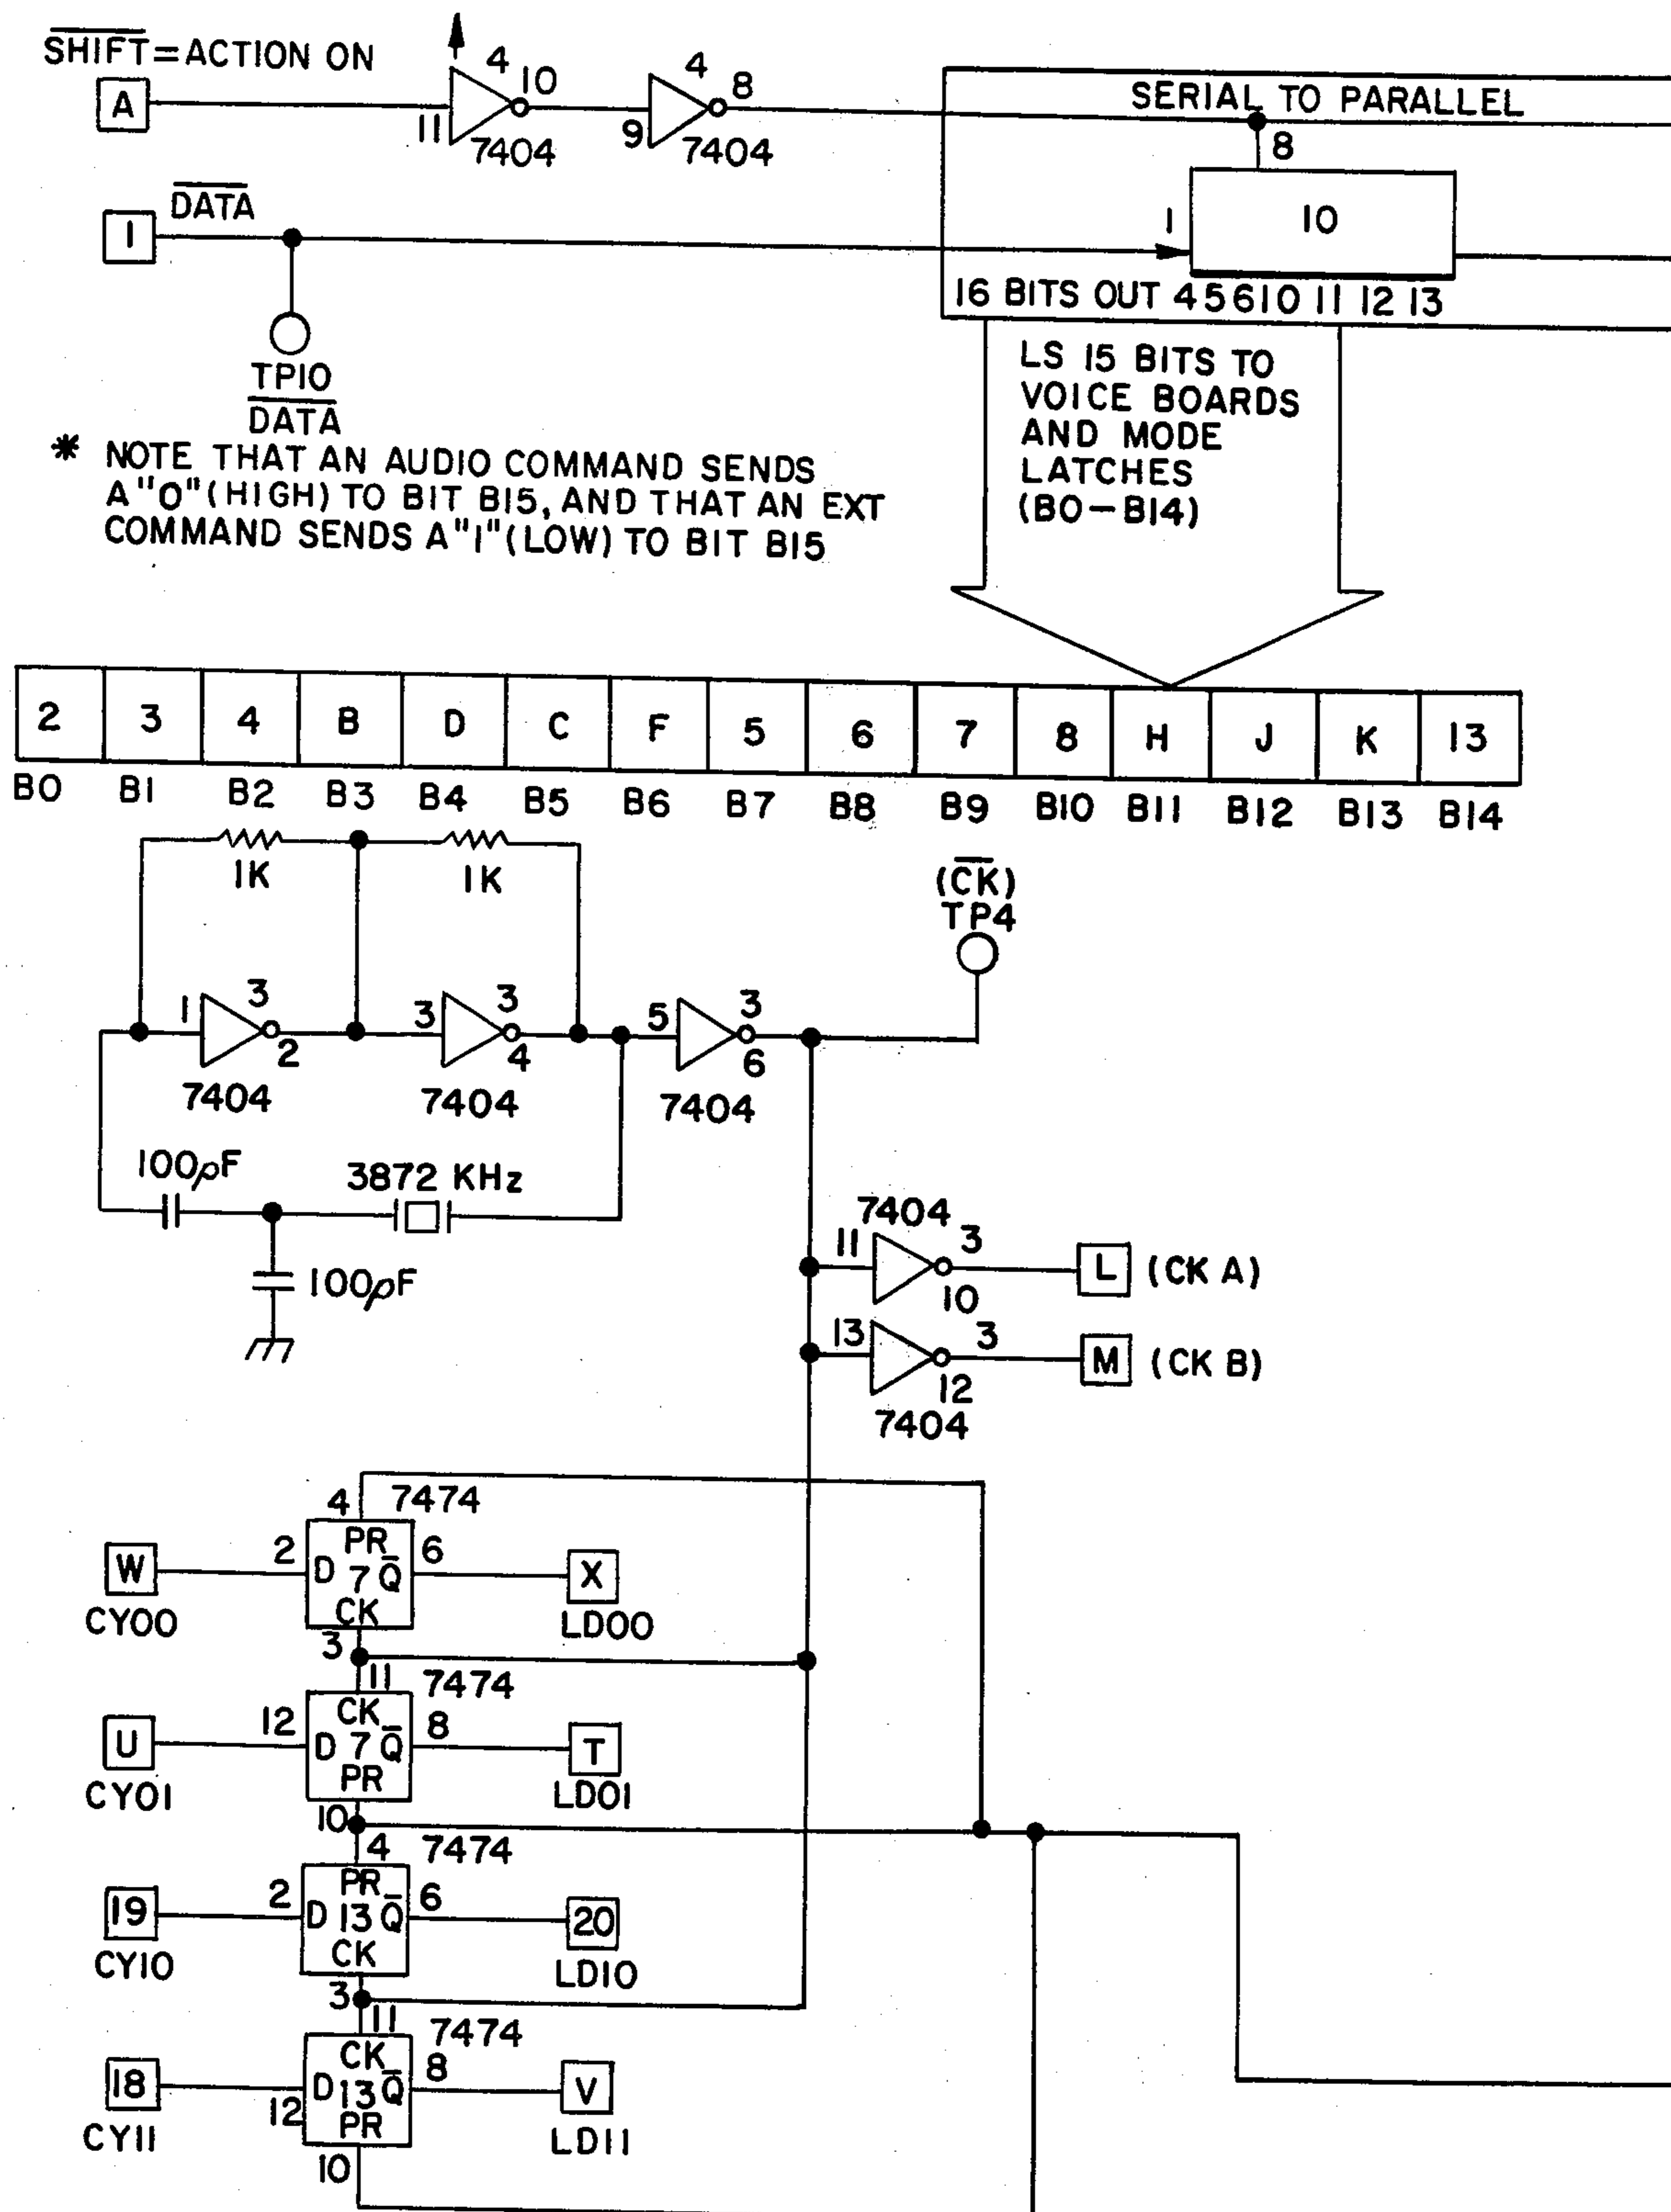 S̅H̅I̅F̅T̅=ACTION ON
A
11
4
10
7404
9
4
8
7404
SERIAL TO PARALLEL
8
1
10
16 BITS OUT 4 5 6 10 11 12 13
1
D̅A̅T̅A̅
TP10
D̅A̅T̅A̅
* NOTE THAT AN AUDIO COMMAND SENDS
A "0" (HIGH) TO BIT B15, AND THAT AN EXT
COMMAND SENDS A "1" (LOW) TO BIT B15
LS 15 BITS TO
VOICE BOARDS
AND MODE
LATCHES
(B0-B14)
2 3 4 B D C F 5 6 7 8 H J K 13
B0 B1 B2 B3 B4 B5 B6 B7 B8 B9 B10 B11 B12 B13 B14
1K
1K
(C̅K̅)
TP4
1
3
2
7404
3
3
4
7404
5
3
6
7404
100pF
3872 KHz
100pF
7404
11
3
10
L
(CK A)
13
3
12
7404
M
(CK B)
4
7474
W
CY00
2
PR
D 7 Q̅
CK
6
X
LD00
3
11
7474
U
CY01
12
CK
D 7 Q̅
PR
8
T
LD01
10
4
7474
19
CY10
2
PR
D 13 Q̅
CK
6
20
LD10
3
11
7474
18
CY11
12
CK
D 13 Q̅
PR
8
V
LD11
10